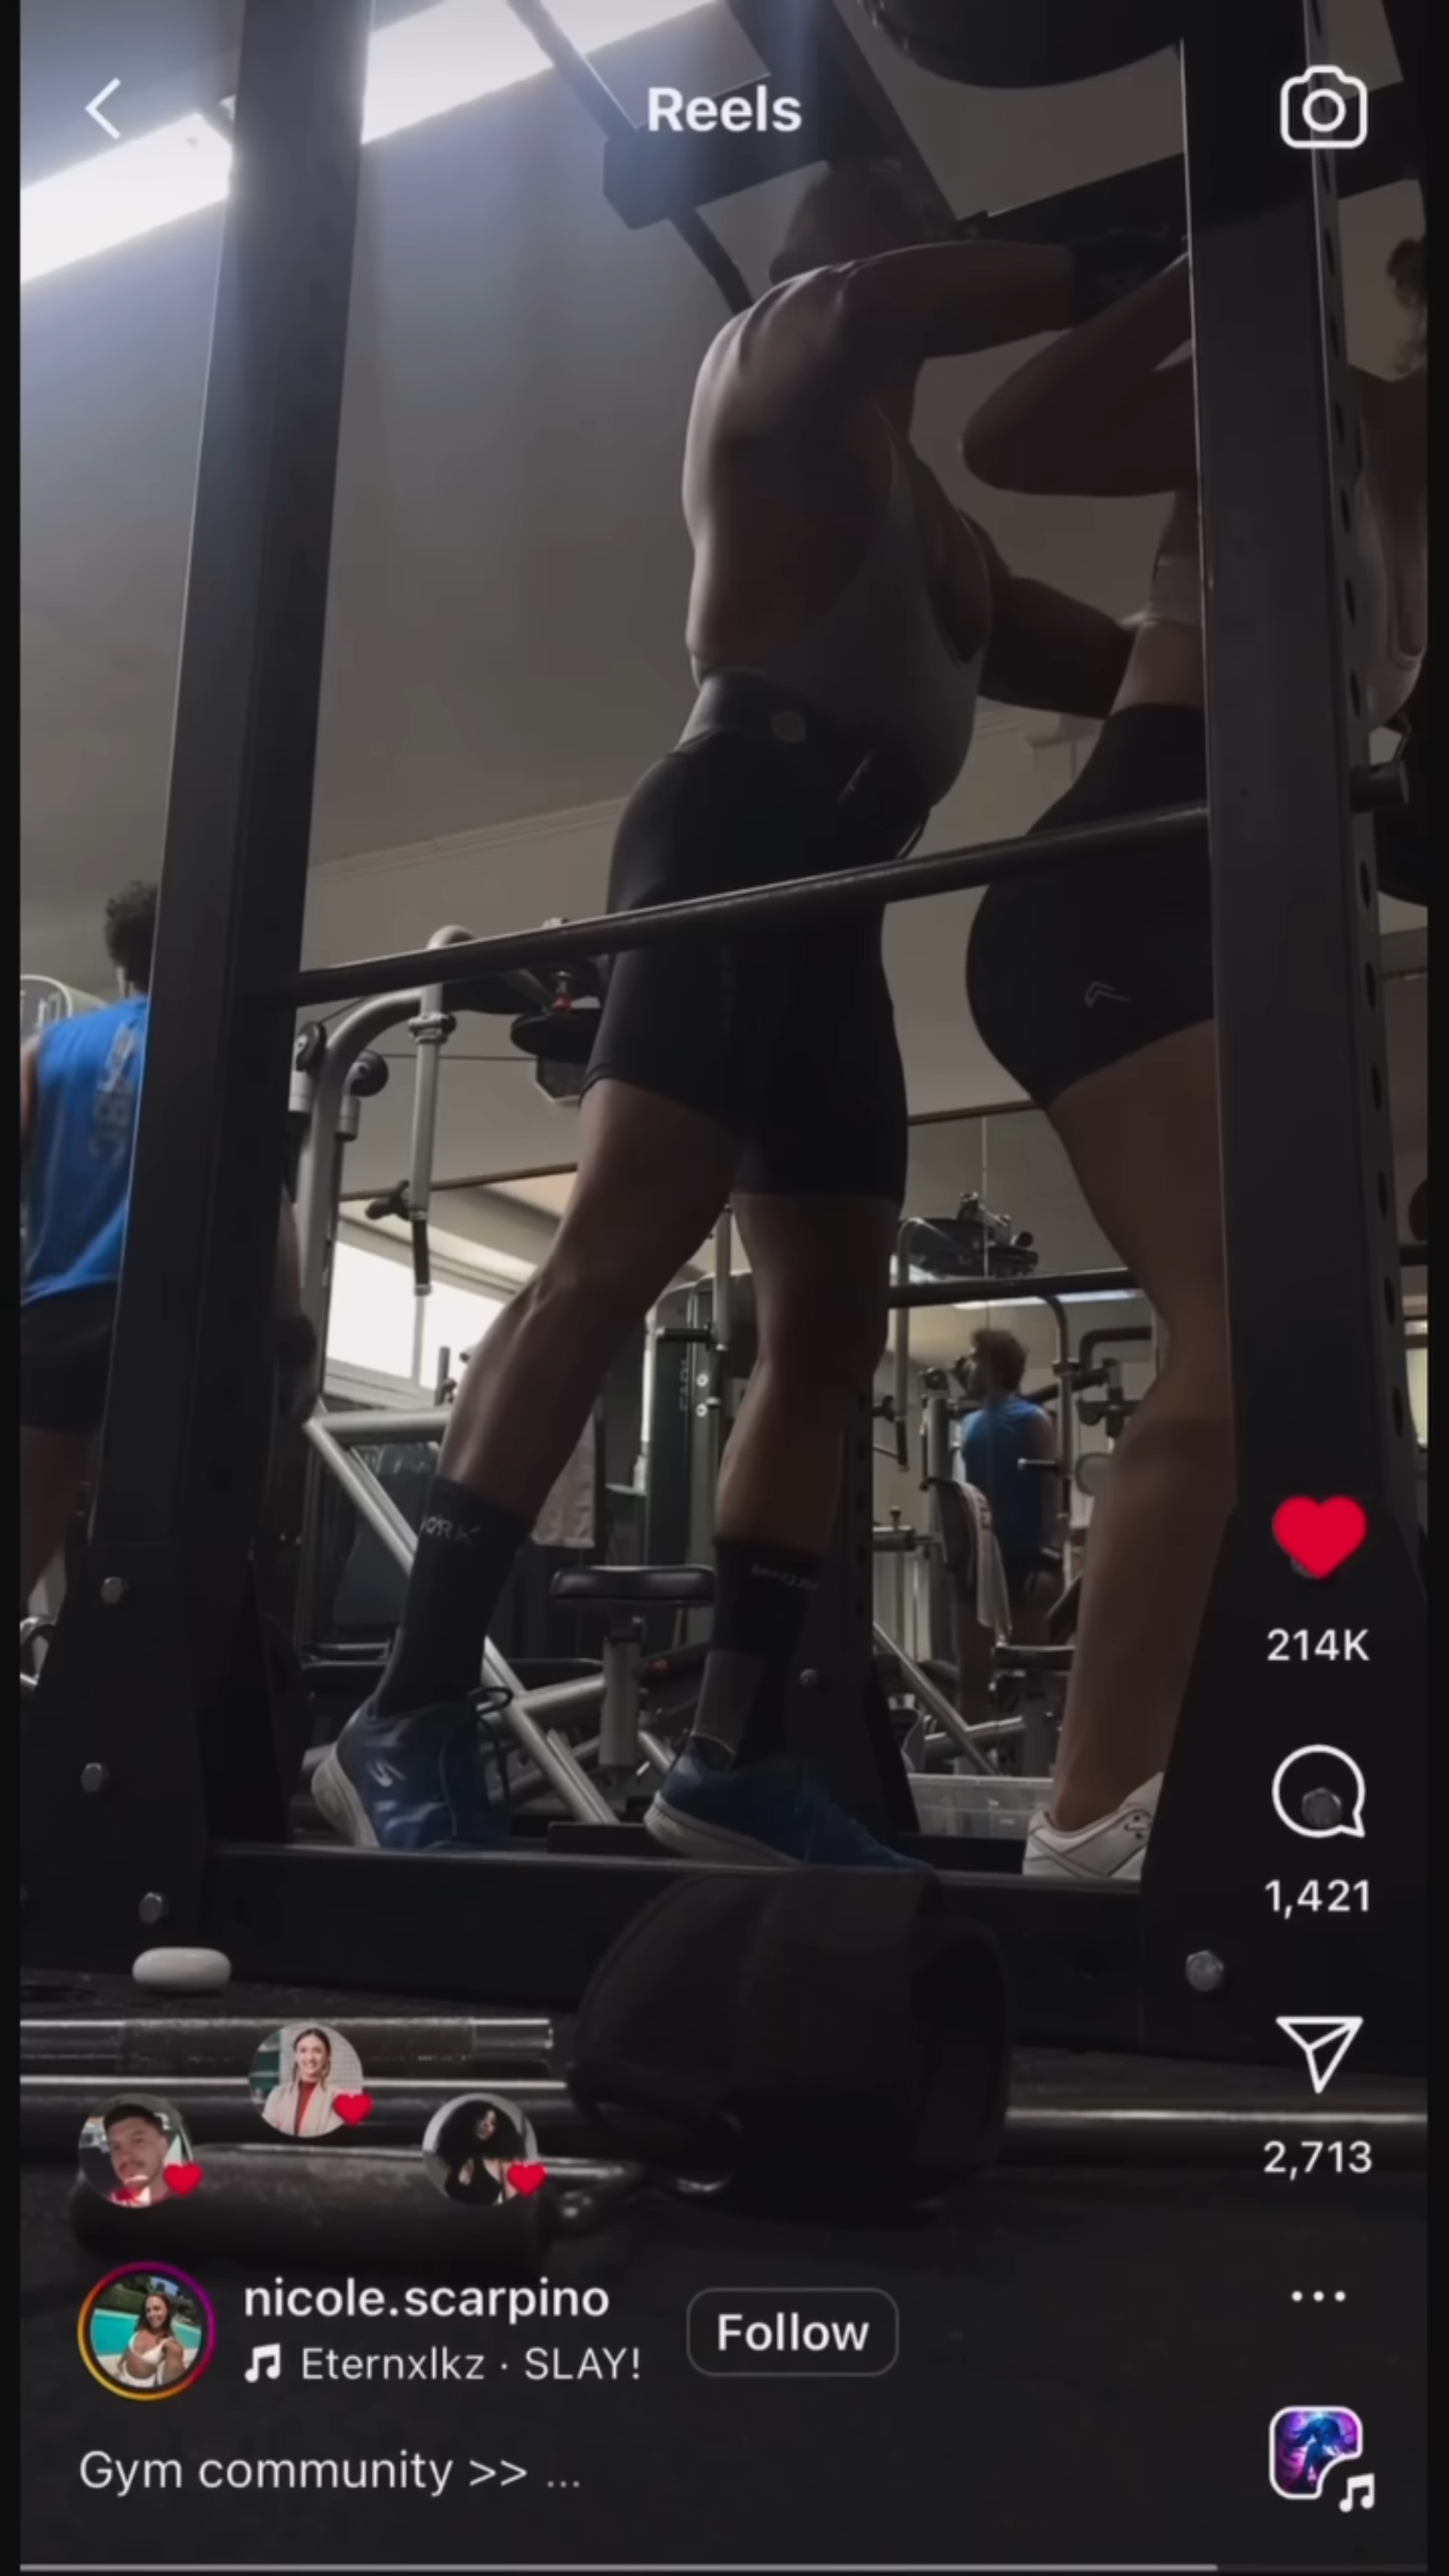 Reels
214K
1,421
2,713
nicole.scarpino
Eternxlkz · SLAY!
Follow
Gym community >> ...